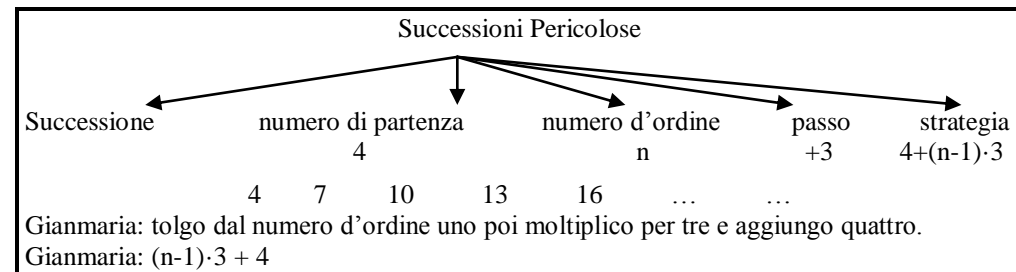 Successioni Pericolose
Successione numero di partenza numero d'ordine passo strategia
4 n +3 4+(n-1)·3
4 7 10 13 16 … …
Gianmaria: tolgo dal numero d'ordine uno poi moltiplico per tre e aggiungo quattro.
Gianmaria: (n-1)·3 + 4